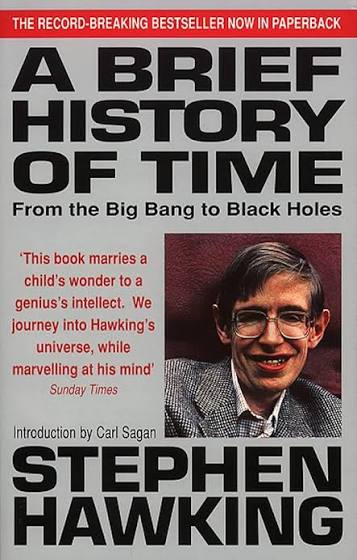 THE RECORD-BREAKING BESTSELLER NOW IN PAPERBACK
A BRIEF
HISTORY
OF TIME
From the Big Bang to Black Holes
'This book marries a
child's wonder to a
genius's intellect. We
journey into Hawking's
universe, while
marvelling at his mind'
Sunday Times
Introduction by Carl Sagan
STEPHEN
HAWKING